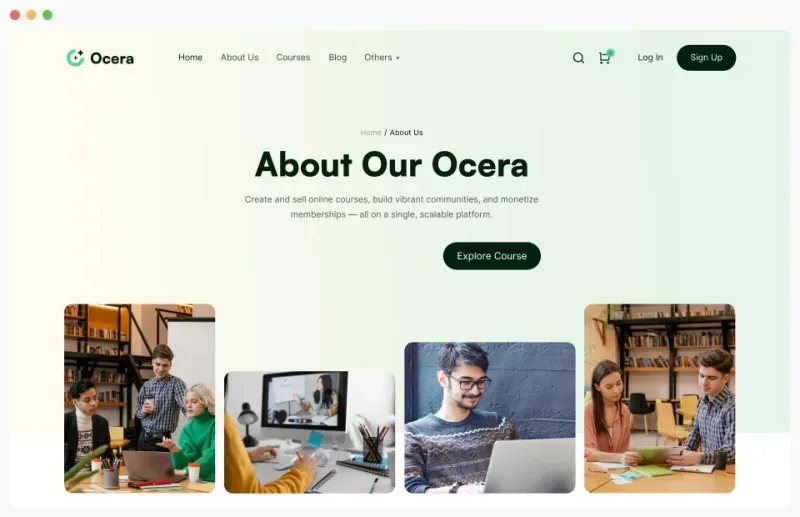 Ocera
Home About Us Courses Blog Others
0
Log In Sign Up
Home / About Us
About Our Ocera
Create and sell online courses, build vibrant communities, and monetize
memberships — all on a single, scalable platform.
Explore Course